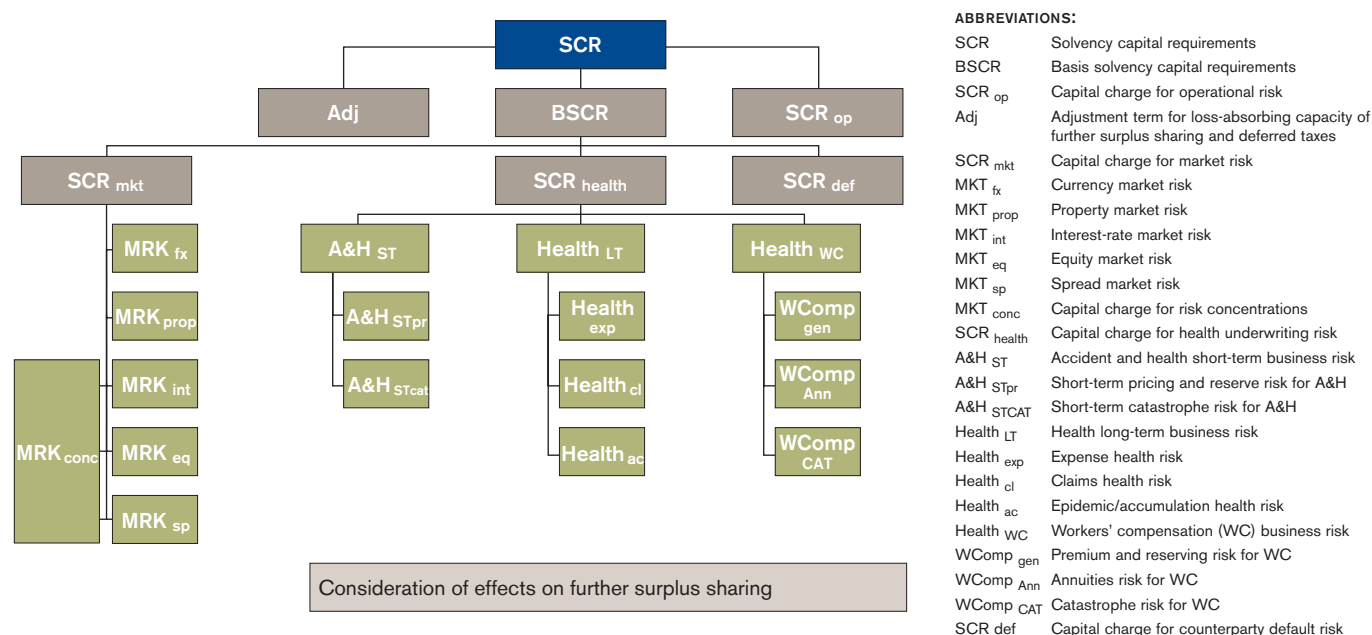 SCR
Adj
BSCR
SCR op
SCR mkt
SCR health
SCR def
MRK fx
A&H ST
Health LT
Health WC
MRK prop
A&H STpr
Health
exp
WComp
gen
MRK int
A&H STcat
Health cl
WComp
Ann
MRK conc
MRK eq
Health ac
WComp
CAT
MRK sp
Consideration of effects on further surplus sharing
ABBREVIATIONS:
SCR Solvency capital requirements
BSCR Basis solvency capital requirements
SCR op Capital charge for operational risk
Adj Adjustment term for loss-absorbing capacity of
further surplus sharing and deferred taxes
SCR mkt Capital charge for market risk
MKT fx Currency market risk
MKT prop Property market risk
MKT int Interest-rate market risk
MKT eq Equity market risk
MKT sp Spread market risk
MKT conc Capital charge for risk concentrations
SCR health Capital charge for health underwriting risk
A&H ST Accident and health short-term business risk
A&H STpr Short-term pricing and reserve risk for A&H
A&H STCAT Short-term catastrophe risk for A&H
Health LT Health long-term business risk
Health exp Expense health risk
Health cl Claims health risk
Health ac Epidemic/accumulation health risk
Health WC Workers' compensation (WC) business risk
WComp gen Premium and reserving risk for WC
WComp Ann Annuities risk for WC
WComp CAT Catastrophe risk for WC
SCR def Capital charge for counterparty default risk